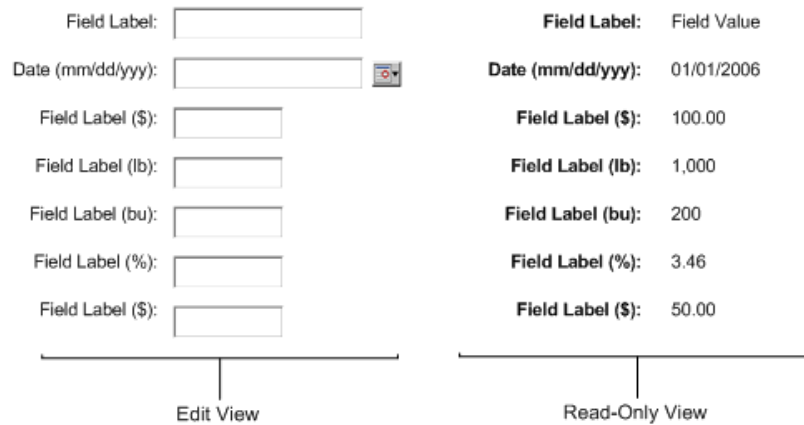 Field Label:
Date (mm/dd/yyy):
Field Label ($):
Field Label (lb):
Field Label (bu):
Field Label (%):
Field Label ($):
Edit View
Field Label: Field Value
Date (mm/dd/yyy): 01/01/2006
Field Label ($): 100.00
Field Label (lb): 1,000
Field Label (bu): 200
Field Label (%): 3.46
Field Label ($): 50.00
Read-Only View